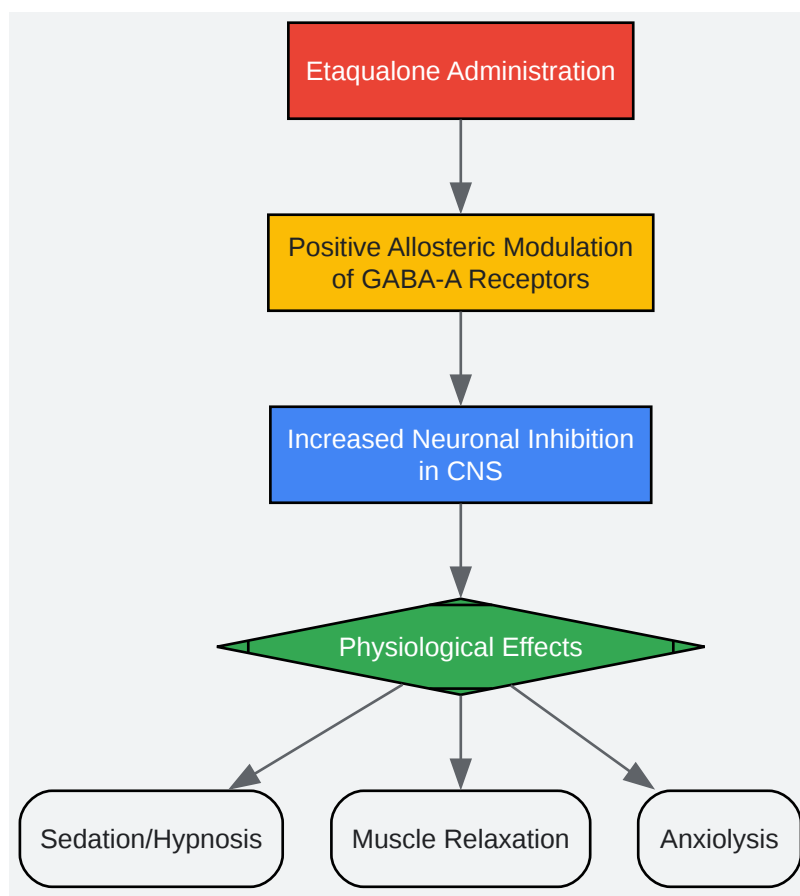 Etaqualone Administration
Positive Allosteric Modulation
of GABA-A Receptors
Increased Neuronal Inhibition
in CNS
Physiological Effects
Sedation/Hypnosis
Muscle Relaxation
Anxiolysis